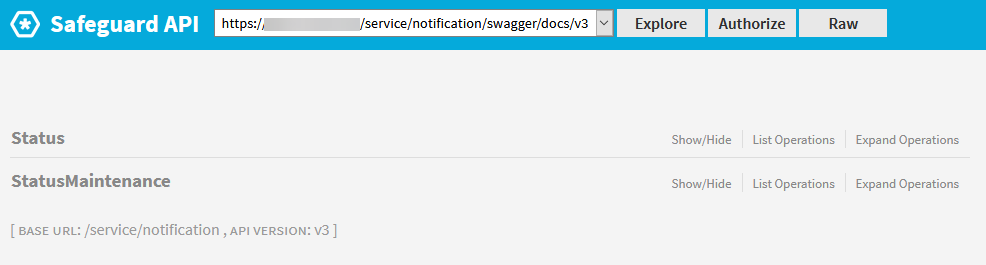 Safeguard API https:// /service/notification/swagger/docs/v3 Explore Authorize Raw
Status Show/Hide List Operations Expand Operations
StatusMaintenance Show/Hide List Operations Expand Operations
[ BASE URL: /service/notification , API VERSION: v3 ]